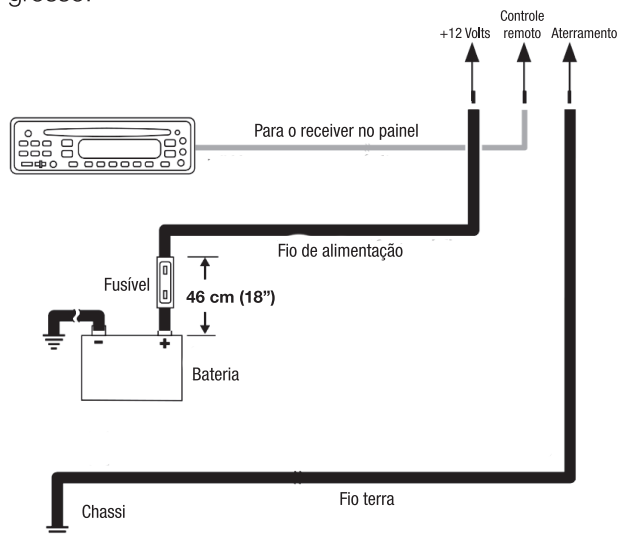 Controle
+12 Volts remoto Aterramento
Para o receiver no painel
Fio de alimentação
Fusível
46 cm (18”)
- +
Bateria
Fio terra
Chassi